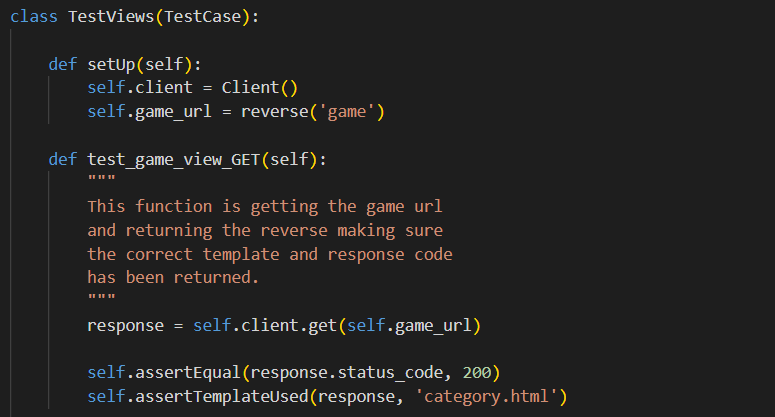 class TestViews(TestCase):
def setUp(self):
self.client = Client()
self.game_url = reverse('game')
def test_game_view_GET(self):
"""
This function is getting the game url
and returning the reverse making sure
the correct template and response code
has been returned.
"""
response = self.client.get(self.game_url)
self.assertEqual(response.status_code, 200)
self.assertTemplateUsed(response, 'category.html')